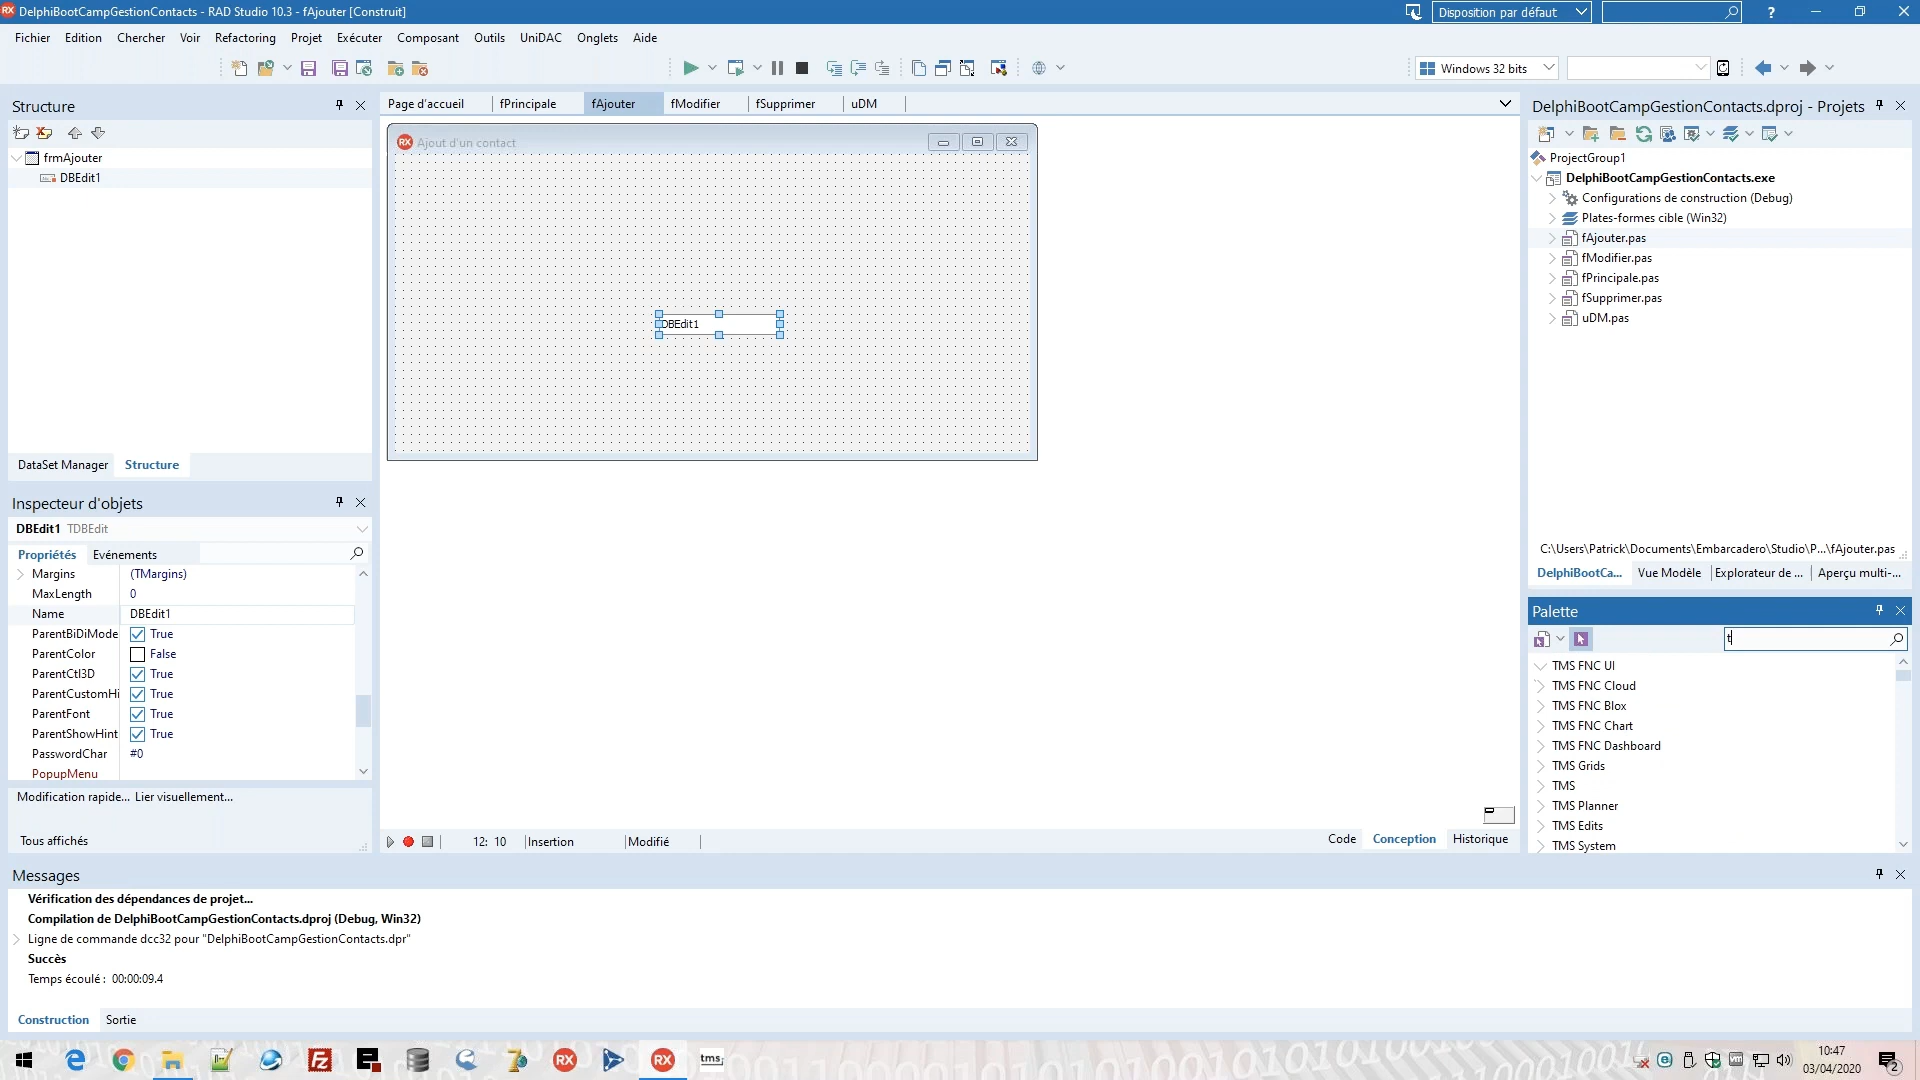 DelphiBootCampGestionContacts - RAD Studio 10.3 - fAjouter [Construit]
Disposition par défaut
?
Fichier Edition Chercher Voir Refactoring Projet Exécuter Composant Outils UniDAC Onglets Aide
Windows 32 bits
Structure
frmAjouter
DBEdit1
DataSet Manager Structure
Page d'accueil fPrincipale fAjouter fModifier fSupprimer uDM
RX Ajout d'un contact
DBEdit1
Inspecteur d'objets
DBEdit1 TDBEdit
Propriétés Evénements
Margins (TMargins)
MaxLength 0
Name DBEdit1
ParentBiDiMode True
ParentColor False
ParentCtl3D True
ParentCustomHi True
ParentFont True
ParentShowHint True
PasswordChar #0
PopupMenu
Modification rapide... Lier visuellement...
Tous affichés
12: 10 Insertion Modifié
Code Conception Historique
DelphiBootCampGestionContacts.dproj - Projets
ProjectGroup1
DelphiBootCampGestionContacts.exe
Configurations de construction (Debug)
Plates-formes cible (Win32)
fAjouter.pas
fModifier.pas
fPrincipale.pas
fSupprimer.pas
uDM.pas
C:\Users\Patrick\Documents\Embarcadero\Studio\P...\fAjouter.pas
DelphiBootCa... Vue Modèle Explorateur de ... Aperçu multi-...
Palette
t
TMS FNC UI
TMS FNC Cloud
TMS FNC Blox
TMS FNC Chart
TMS FNC Dashboard
TMS Grids
TMS
TMS Planner
TMS Edits
TMS System
Messages
Vérification des dépendances de projet...
Compilation de DelphiBootCampGestionContacts.dproj (Debug, Win32)
Ligne de commande dcc32 pour "DelphiBootCampGestionContacts.dpr"
Succès
Temps écoulé : 00:00:09.4
Construction Sortie
RX RX tms
10:47
03/04/2020
2